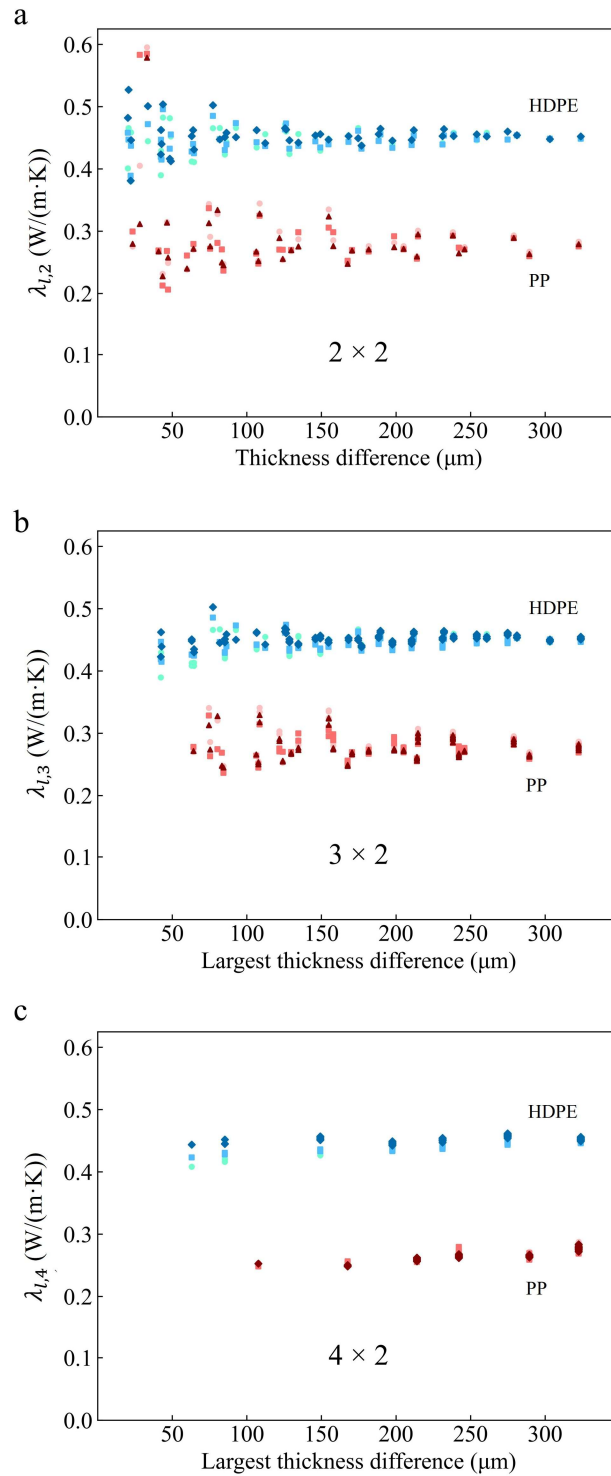 a
0.6
0.5
0.4
0.3
0.2
0.1
0.0
λl,2 (W/(m·K))
HDPE
PP
2 × 2
50 100 150 200 250 300
Thickness difference (μm)
b
0.6
0.5
0.4
0.3
0.2
0.1
0.0
λl,3 (W/(m·K))
HDPE
PP
3 × 2
50 100 150 200 250 300
Largest thickness difference (μm)
c
0.6
0.5
0.4
0.3
0.2
0.1
0.0
λl,4 (W/(m·K))
HDPE
PP
4 × 2
50 100 150 200 250 300
Largest thickness difference (μm)